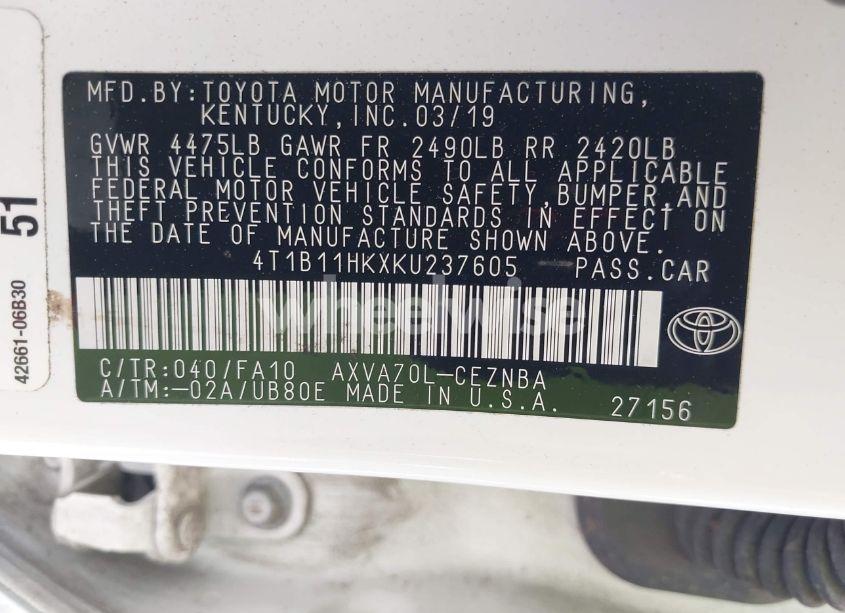 MFD.BY:TOYOTA MOTOR MANUFACTURING,
KENTUCKY,INC.03/19
GVWR 4475LB GAWR FR 2490LB RR 2420LB
THIS VEHICLE CONFORMS TO ALL APPLICABLE
FEDERAL MOTOR VEHICLE SAFETY,BUMPER,AND
THEFT PREVENTION STANDARDS IN EFFECT ON
THE DATE OF MANUFACTURE SHOWN ABOVE.
4T1B11HKXKU237605 PASS.CAR
wheelwise
C/TR:040/FA10 AXVA70L-CEZNBA
A/TM:-02A/UB80E MADE IN U.S.A. 27156
51
42661-06B30